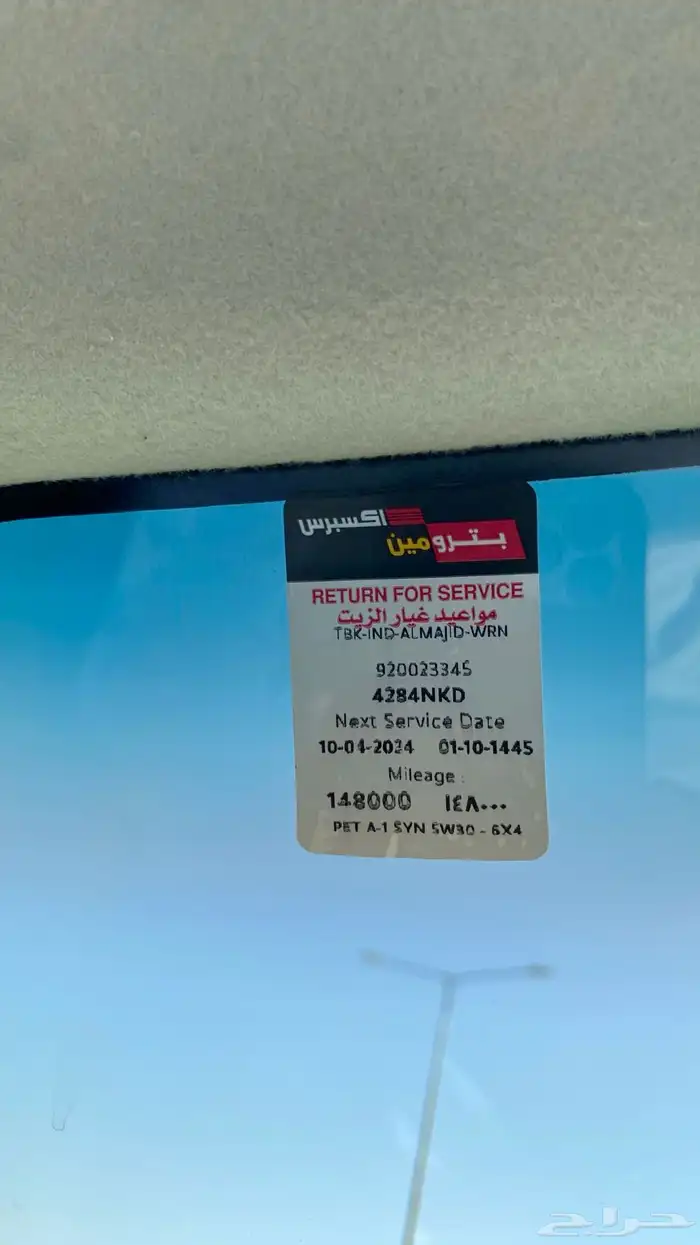 اكسبرس
بترومين
RETURN FOR SERVICE
مواعيد غيار الزيت
TBK-IND-ALMAJID-WRN
920023345
4284NKD
Next Service Date
10-04-2034 01-10-1445
Mileage :
148000 ١٤٨٠٠٠
PET A-1 SYN 5W30 - 6X4
حراج